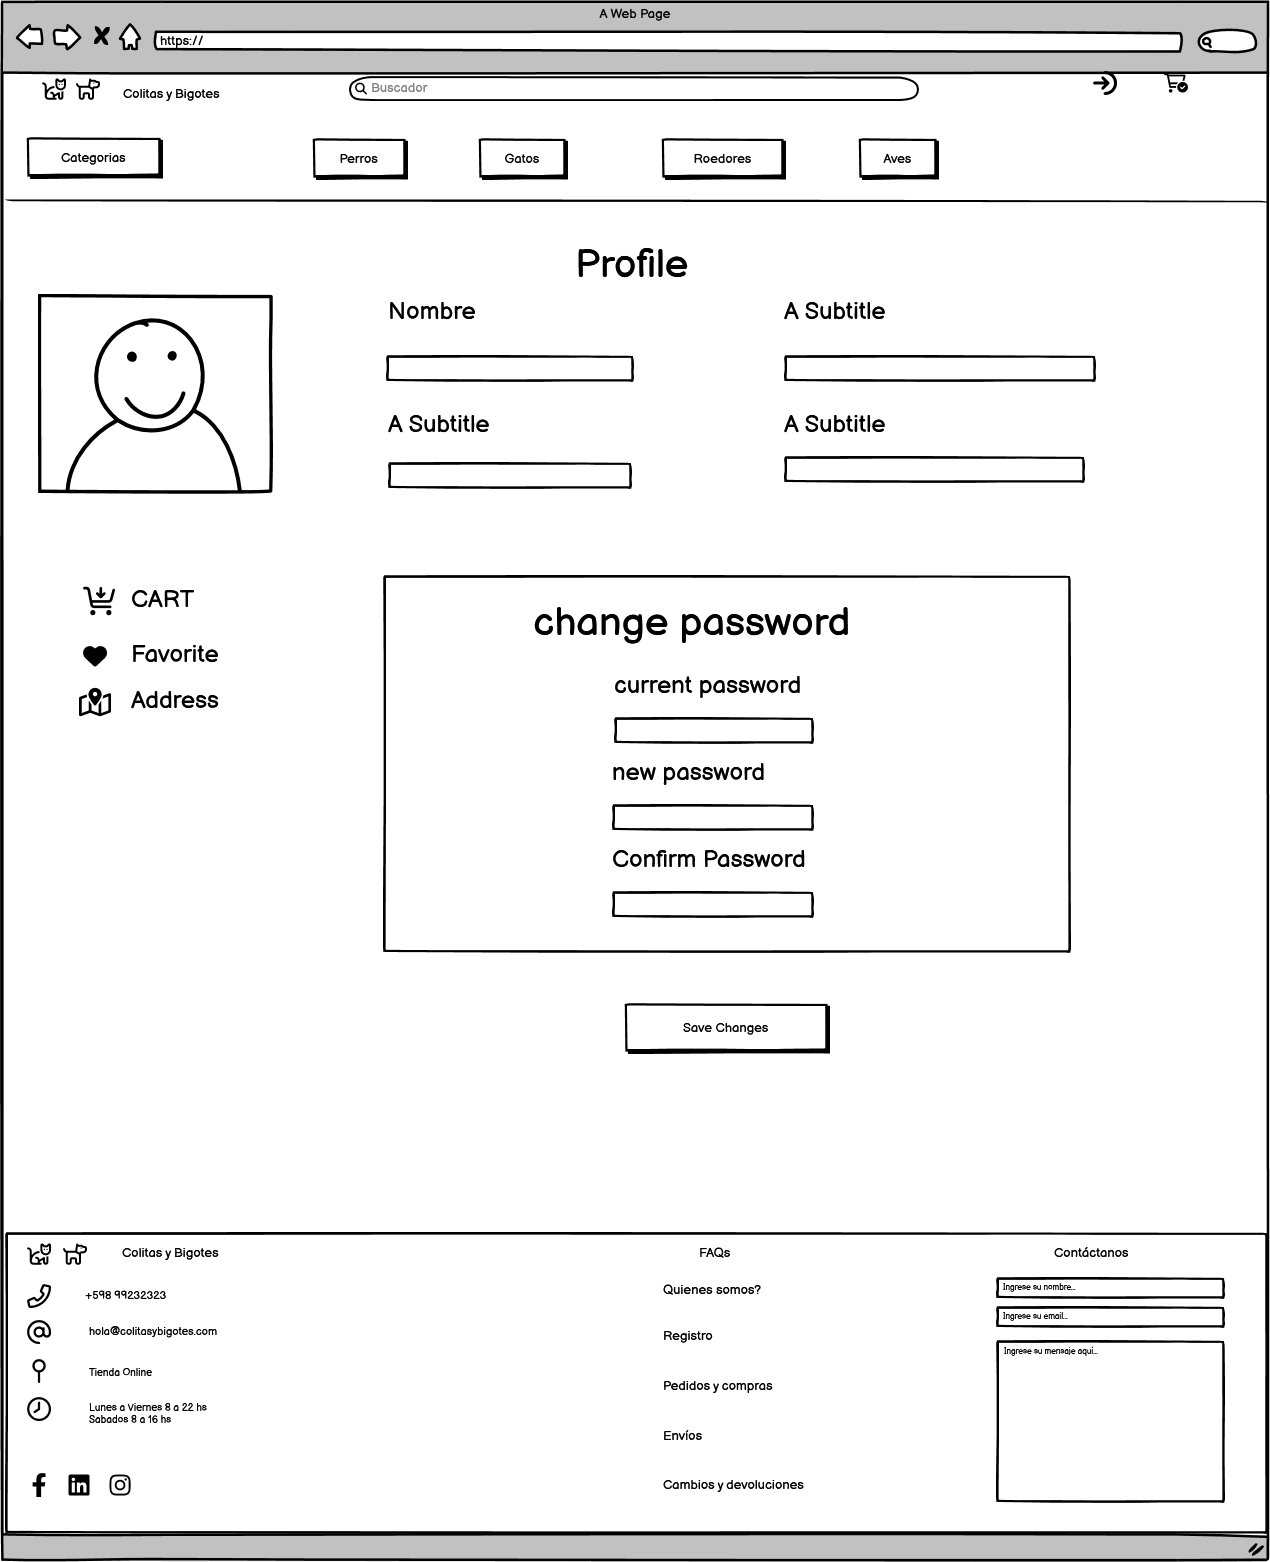 A Web Page
https://
Colitas y Bigotes
Buscador
Categorias
Perros
Gatos
Roedores
Aves
Profile
Nombre
A Subtitle
A Subtitle
A Subtitle
CART
Favorite
Address
change password
current password
new password
Confirm Password
Save Changes
Colitas y Bigotes
+598 99232323
hola@colitasybigotes.com
Tienda Online
Lunes a Viernes 8 a 22 hs
Sabados 8 a 16 hs
FAQs
Quienes somos?
Registro
Pedidos y compras
Envíos
Cambios y devoluciones
Contáctanos
Ingrese su nombre...
Ingrese su email...
Ingrese su mensaje aqui...